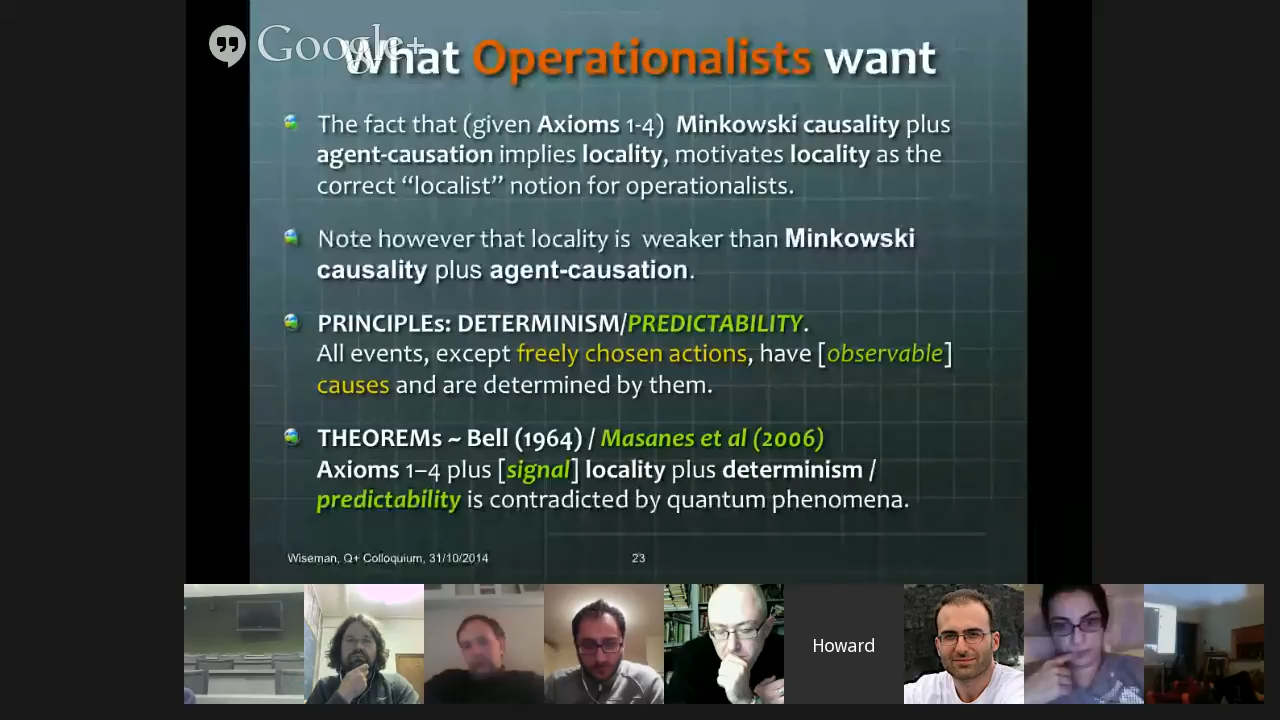 Google+
What Operationalists want
The fact that (given Axioms 1-4) Minkowski causality plus
agent-causation implies locality, motivates locality as the
correct “localist” notion for operationalists.
Note however that locality is weaker than Minkowski
causality plus agent-causation.
PRINCIPLEs: DETERMINISM/PREDICTABILITY.
All events, except freely chosen actions, have [observable]
causes and are determined by them.
THEOREMs ~ Bell (1964) / Masanes et al (2006)
Axioms 1–4 plus [signal] locality plus determinism /
predictability is contradicted by quantum phenomena.
Wiseman, Q+ Colloquium, 31/10/2014 23
Howard